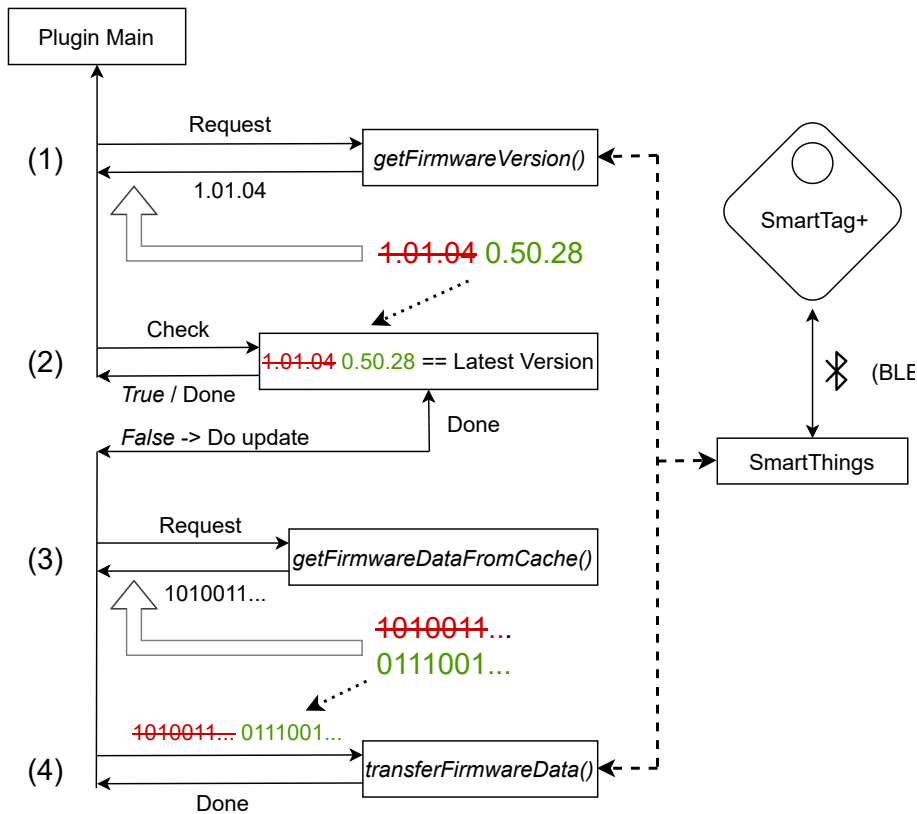 Plugin Main
(1)
Request
getFirmwareVersion()
1.01.04
1.01.04 0.50.28
SmartTag+
(2)
Check
1.01.04 0.50.28 == Latest Version
True / Done
(BLE
False -> Do update
Done
SmartThings
(3)
Request
getFirmwareDataFromCache()
1010011...
1010011...
0111001...
1010011... 0111001...
(4)
transferFirmwareData()
Done